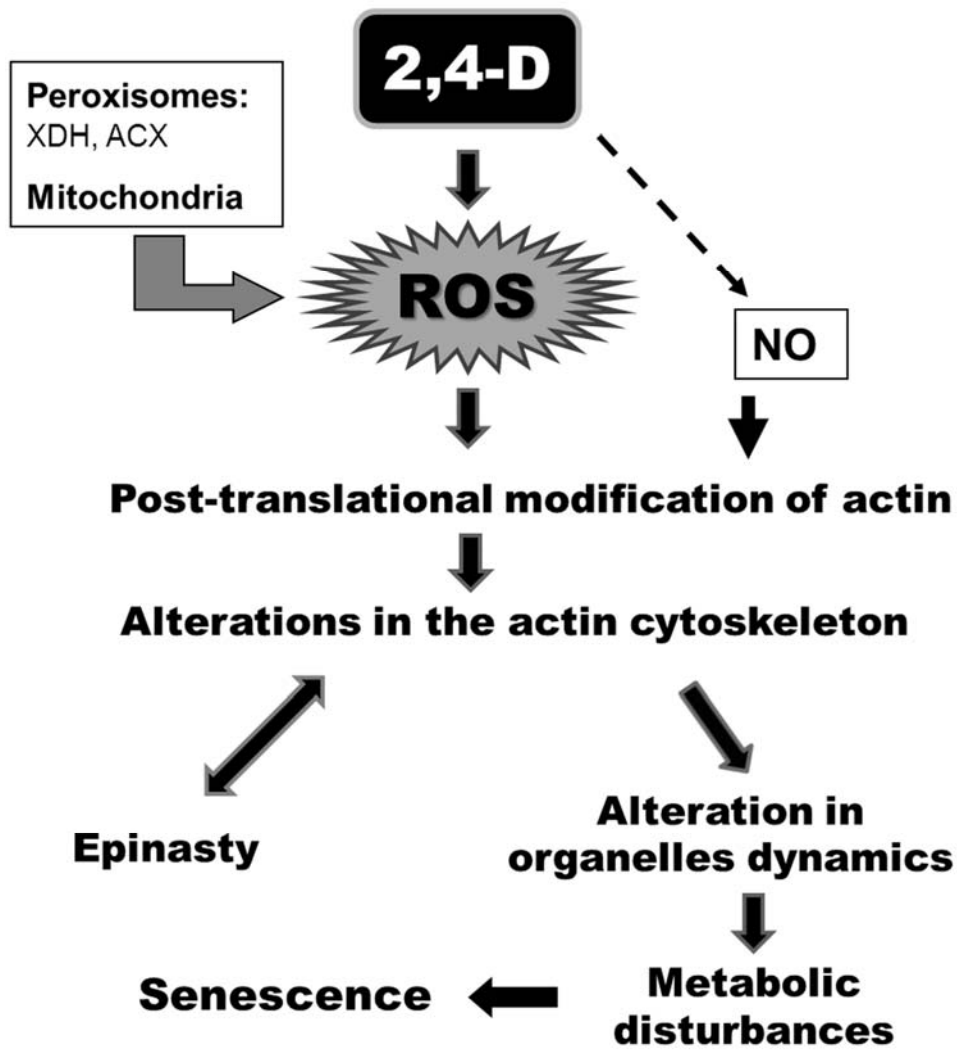 2,4-D
Peroxisomes:
XDH, ACX
Mitochondria
ROS
NO
Post-translational modification of actin
Alterations in the actin cytoskeleton
Epinasty
Alteration in
organelles dynamics
Metabolic
disturbances
Senescence